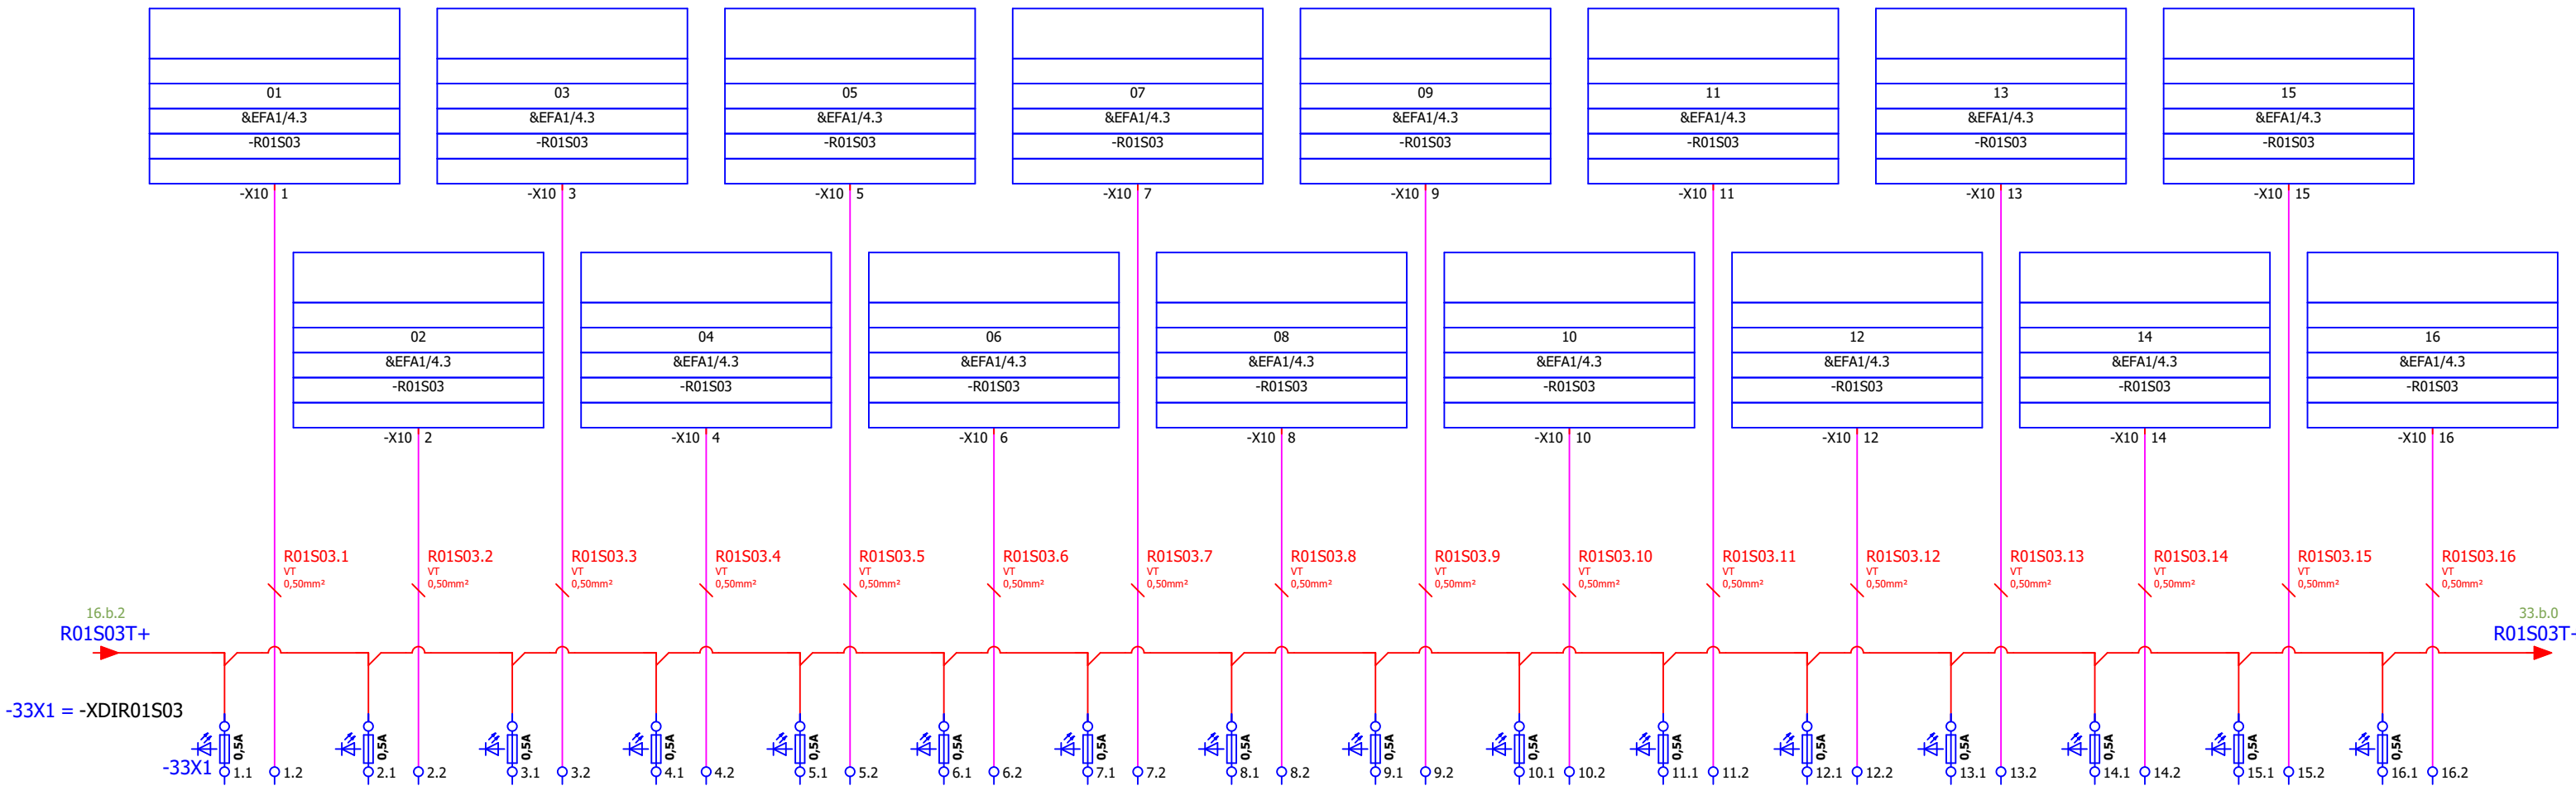 01 03 05 07 09 11 13 15
&EFA1/4.3 &EFA1/4.3 &EFA1/4.3 &EFA1/4.3 &EFA1/4.3 &EFA1/4.3 &EFA1/4.3 &EFA1/4.3
-R01S03 -R01S03 -R01S03 -R01S03 -R01S03 -R01S03 -R01S03 -R01S03
-X10 1 -X10 3 -X10 5 -X10 7 -X10 9 -X10 11 -X10 13 -X10 15
02 04 06 08 10 12 14 16
&EFA1/4.3 &EFA1/4.3 &EFA1/4.3 &EFA1/4.3 &EFA1/4.3 &EFA1/4.3 &EFA1/4.3 &EFA1/4.3
-R01S03 -R01S03 -R01S03 -R01S03 -R01S03 -R01S03 -R01S03 -R01S03
-X10 2 -X10 4 -X10 6 -X10 8 -X10 10 -X10 12 -X10 14 -X10 16
R01S03.1 R01S03.2 R01S03.3 R01S03.4 R01S03.5 R01S03.6 R01S03.7 R01S03.8 R01S03.9 R01S03.10 R01S03.11 R01S03.12 R01S03.13 R01S03.14 R01S03.15 R01S03.16
VT VT VT VT VT VT VT VT VT VT VT VT VT VT VT VT
0,50mm² 0,50mm² 0,50mm² 0,50mm² 0,50mm² 0,50mm² 0,50mm² 0,50mm² 0,50mm² 0,50mm² 0,50mm² 0,50mm² 0,50mm² 0,50mm² 0,50mm² 0,50mm²
16.b.2 33.b.0
R01S03T+ R01S03T+
-33X1 = -XDIR01S03
0,5A 0,5A 0,5A 0,5A 0,5A 0,5A 0,5A 0,5A 0,5A 0,5A 0,5A 0,5A 0,5A 0,5A 0,5A 0,5A
-33X1 1.1 1.2 2.1 2.2 3.1 3.2 4.1 4.2 5.1 5.2 6.1 6.2 7.1 7.2 8.1 8.2 9.1 9.2 10.1 10.2 11.1 11.2 12.1 12.2 13.1 13.2 14.1 14.2 15.1 15.2 16.1 16.2